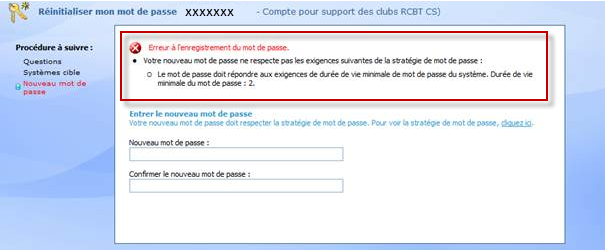 Réinitialiser mon mot de passe XXXXXXX - Compte pour support des clubs RCBT CS)
Procédure à suivre :
Questions
Systèmes cible
Nouveau mot de
passe
Erreur à l'enregistrement du mot de passe.
Votre nouveau mot de passe ne respecte pas les exigences suivantes de la stratégie de mot de passe :
Le mot de passe doit répondre aux exigences de durée de vie minimale de mot de passe du système. Durée de vie
minimale du mot de passe : 2.
Entrer le nouveau mot de passe
Votre nouveau mot de passe doit respecter la stratégie de mot de passe. Pour voir la stratégie de mot de passe, cliquez ici.
Nouveau mot de passe :
Confirmer le nouveau mot de passe :